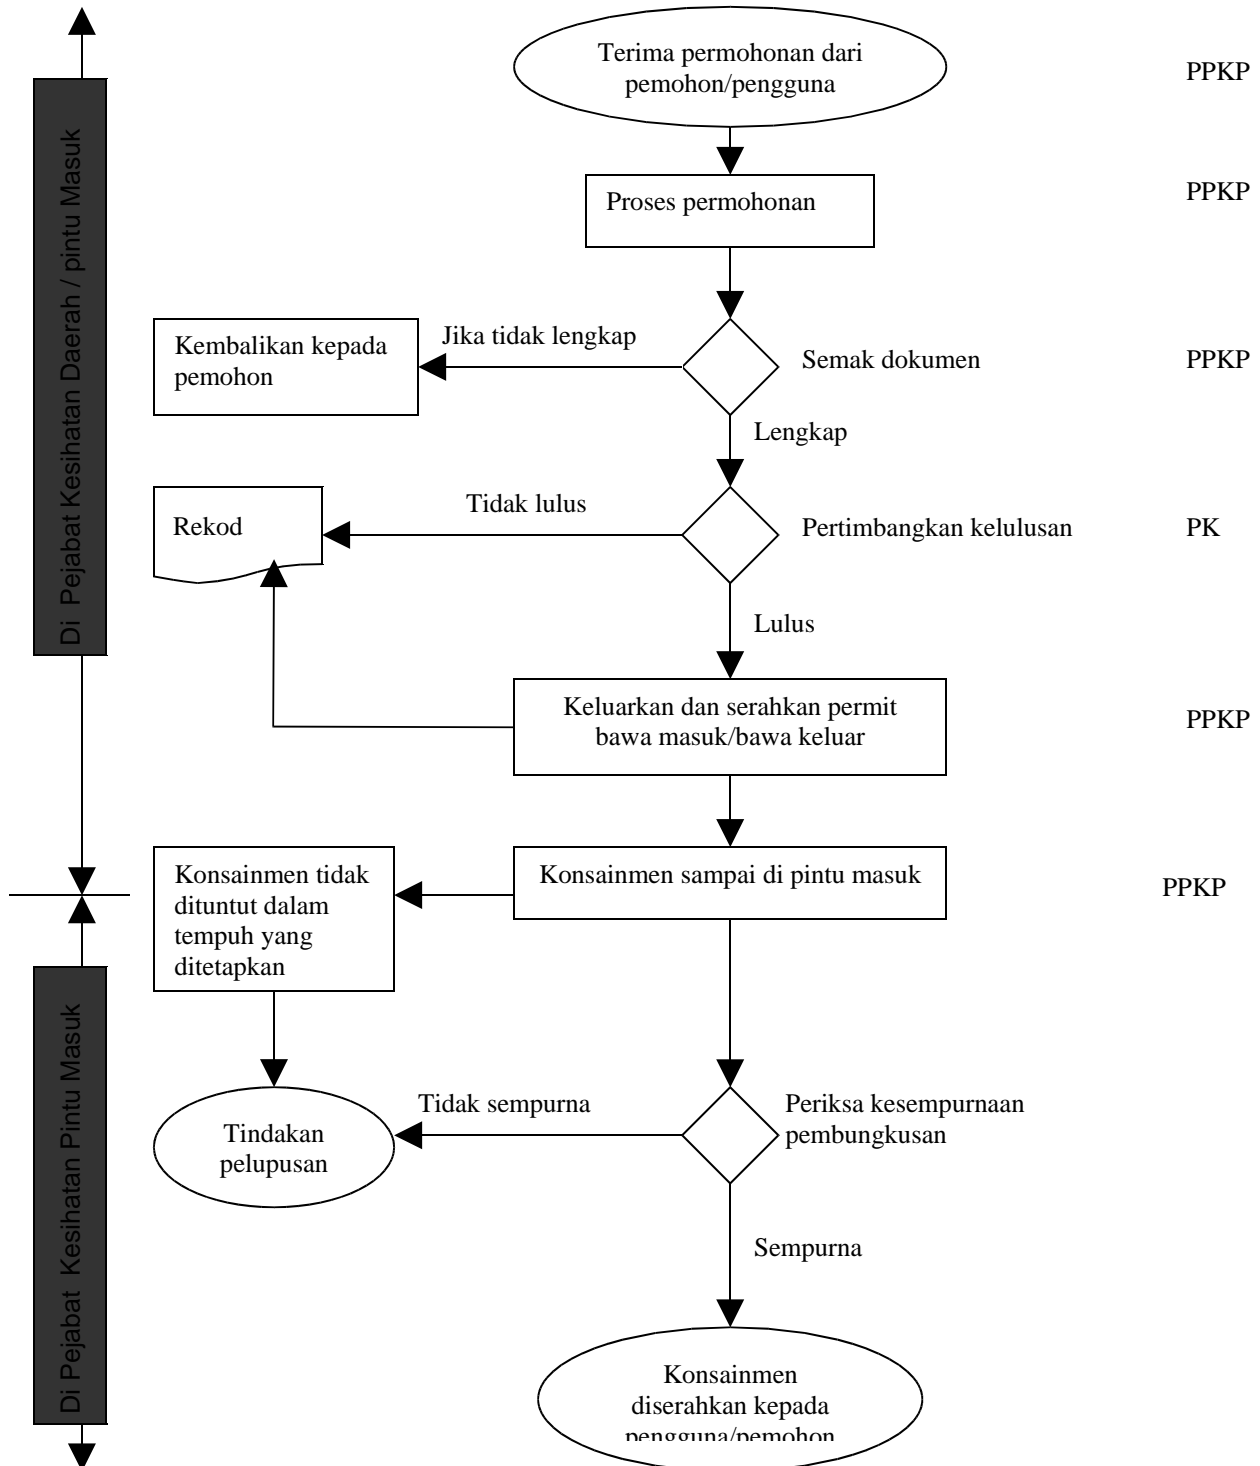 Terima permohonan dari
pemohon/pengguna
PPKP
Proses permohonan
PPKP
Di Pejabat Kesihatan Daerah / pintu Masuk
Kembalikan kepada
pemohon
Jika tidak lengkap
Semak dokumen
PPKP
Lengkap
Rekod
Tidak lulus
Pertimbangkan kelulusan
PK
Lulus
Keluarkan dan serahkan permit
bawa masuk/bawa keluar
PPKP
Konsainmen tidak
dituntut dalam
tempuh yang
ditetapkan
Konsainmen sampai di pintu masuk
PPKP
Di Pejabat Kesihatan Pintu Masuk
Tindakan
pelupusan
Tidak sempurna
Periksa kesempurnaan
pembungkusan
Sempurna
Konsainmen
diserahkan kepada
pengguna/pemohon